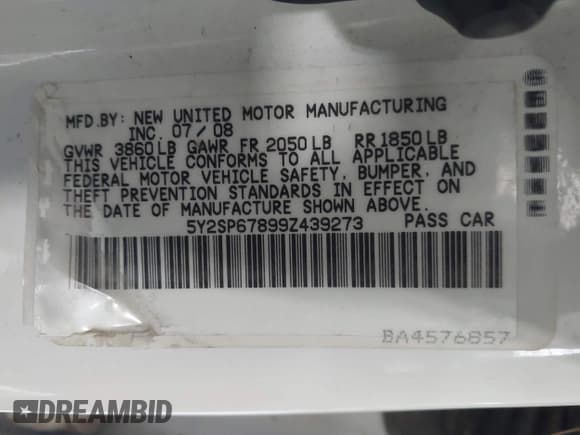 MFD.BY: NEW UNITED MOTOR MANUFACTURING
INC. 07/08
GVWR 3860LB GAWR FR 2050LB RR 1850LB
THIS VEHICLE CONFORMS TO ALL APPLICABLE
FEDERAL MOTOR VEHICLE SAFETY, BUMPER, AND
THEFT PREVENTION STANDARDS IN EFFECT ON
THE DATE OF MANUFACTURE SHOWN ABOVE.
5Y2SP67899Z439273 PASS CAR
BA4576857
DREAMBID